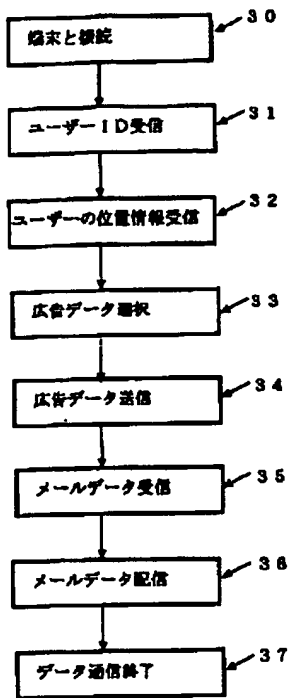 30
端末と接続
31
ユーザーID受信
32
ユーザーの位置情報受信
33
広告データ選択
34
広告データ送信
35
メールデータ受信
36
メールデータ配信
37
データ通信終了